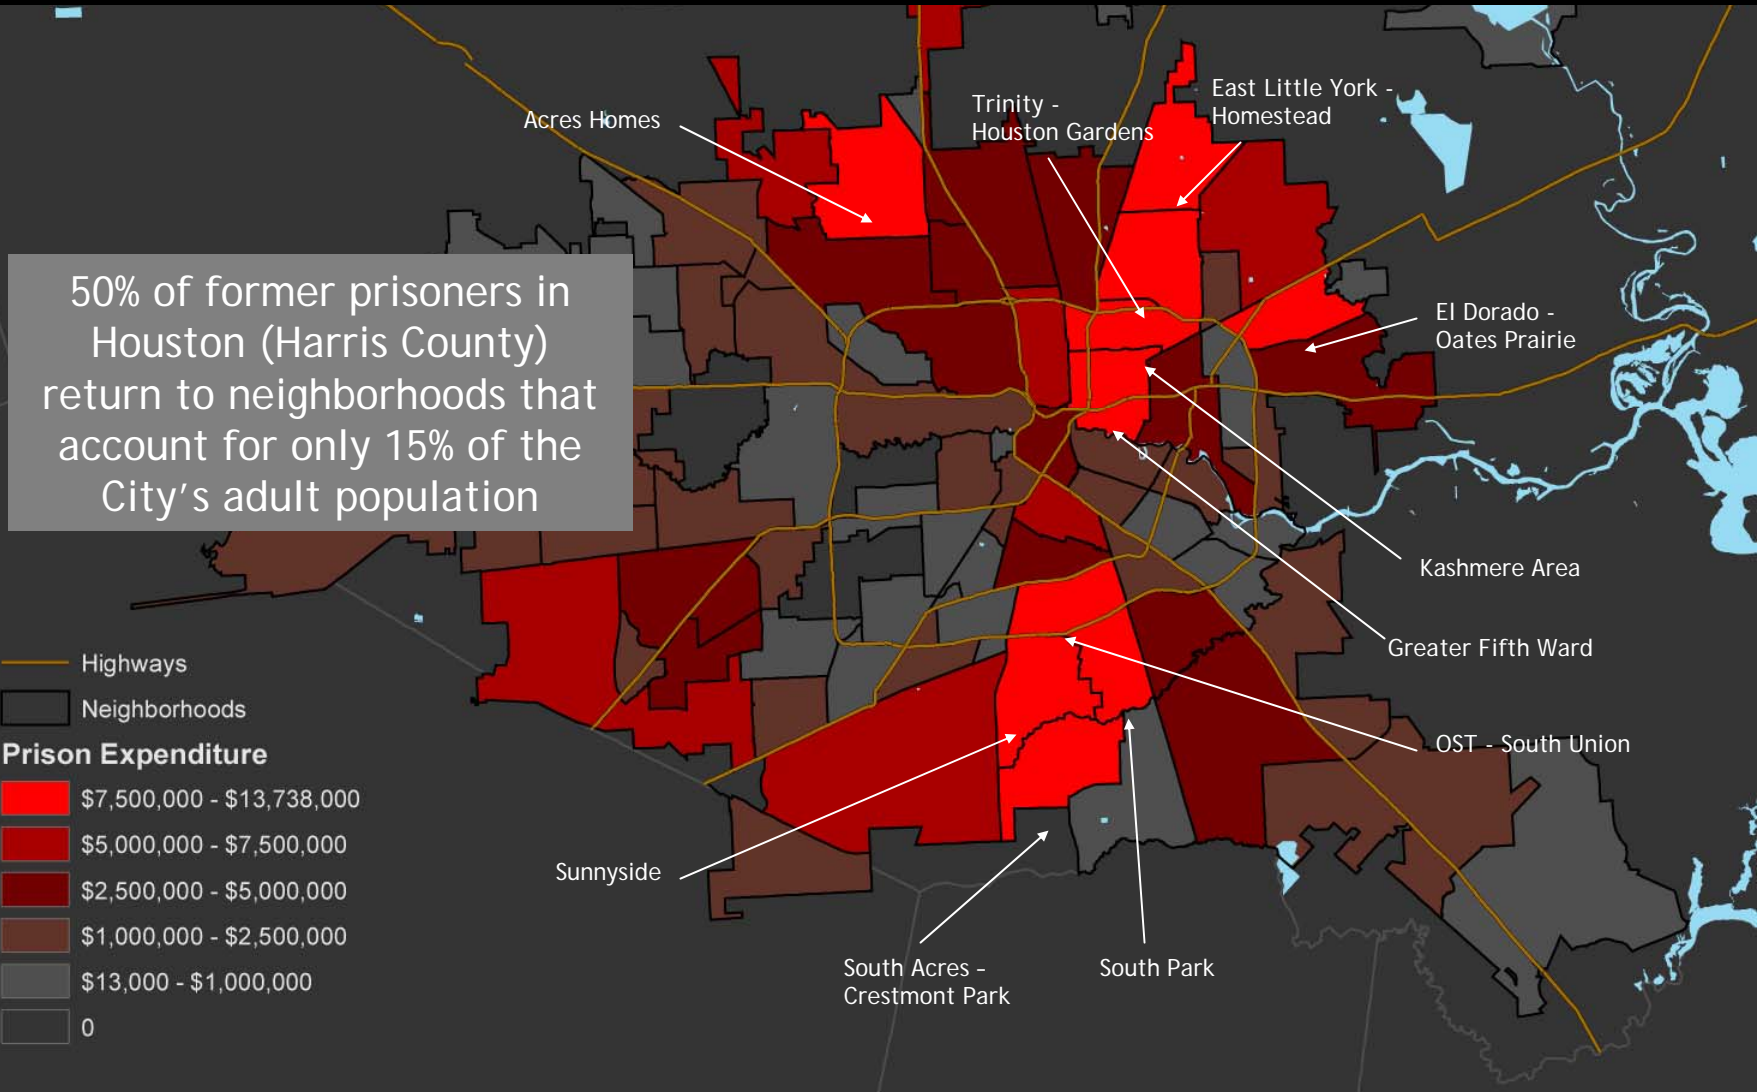 Acres Homes
Trinity -
Houston Gardens
East Little York -
Homestead
50% of former prisoners in
Houston (Harris County)
return to neighborhoods that
account for only 15% of the
City’s adult population
El Dorado -
Oates Prairie
Kashmere Area
Greater Fifth Ward
OST - South Union
Highways
Neighborhoods
Prison Expenditure
$7,500,000 - $13,738,000
$5,000,000 - $7,500,000
$2,500,000 - $5,000,000
$1,000,000 - $2,500,000
$13,000 - $1,000,000
0
Sunnyside
South Acres –
Crestmont Park
South Park